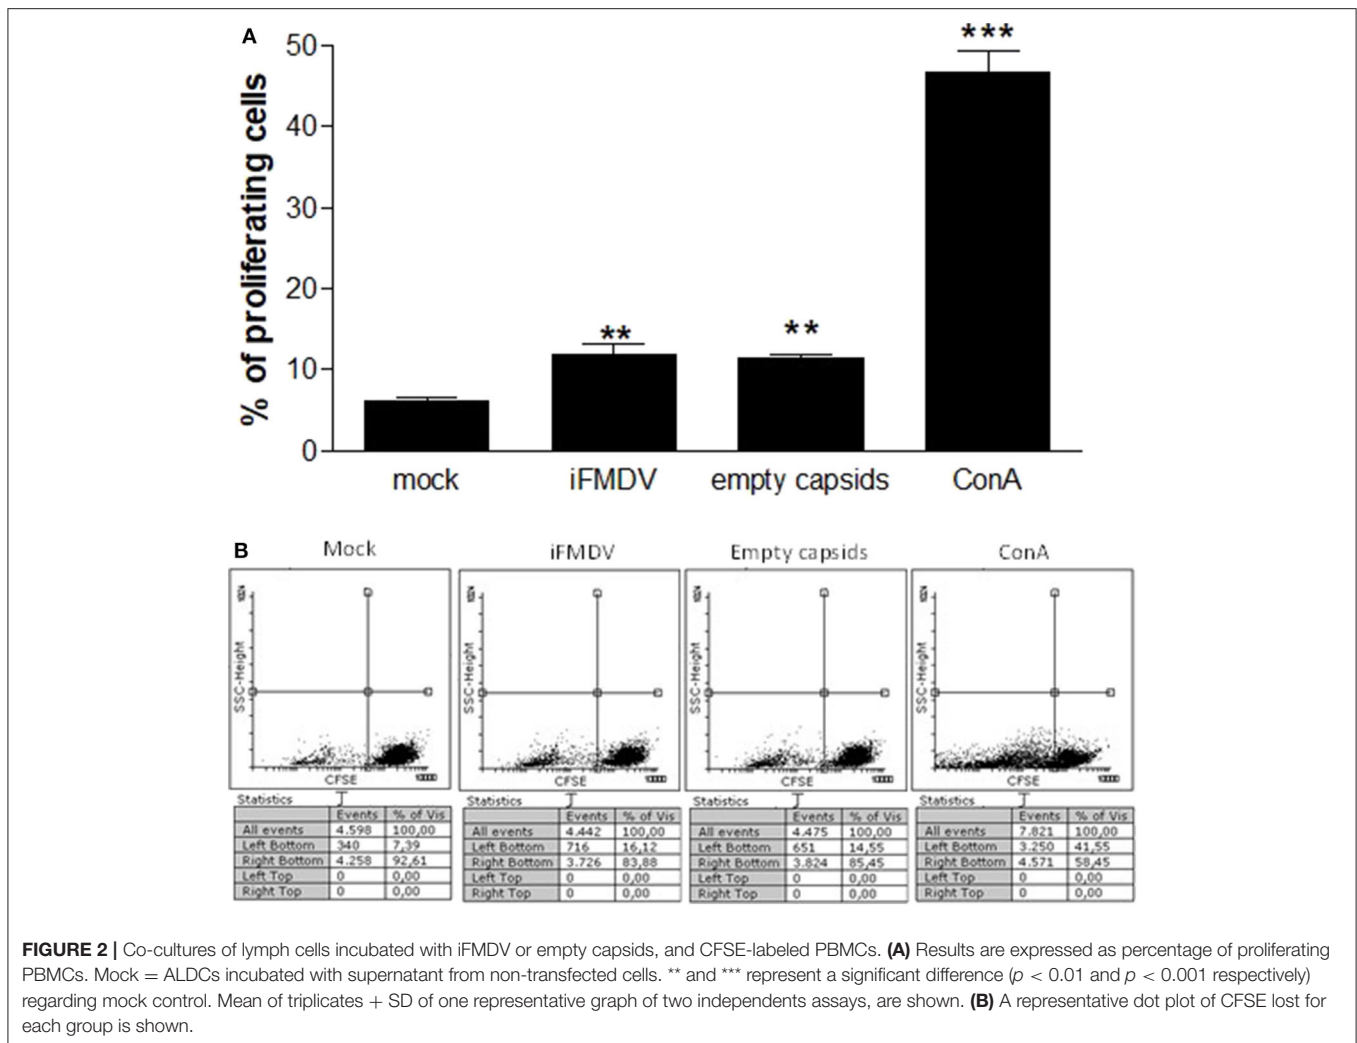 A
% of proliferating cells
50
40
30
20
10
0
**
**
***
mock
iFMDV
empty capsids
ConA
B
Mock
iFMDV
Empty capsids
ConA
SSC-Height
CFSE
SSC-Height
CFSE
SSC-Height
CFSE
SSC-Height
CFSE
Statistics
Events % of Vis
All events 4.598 100,00
Left Bottom 340 7,39
Right Bottom 4.258 92,61
Left Top 0 0,00
Right Top 0 0,00
Statistics
Events % of Vis
All events 4.442 100,00
Left Bottom 716 16,12
Right Bottom 3.726 83,88
Left Top 0 0,00
Right Top 0 0,00
Statistics
Events % of Vis
All events 4.475 100,00
Left Bottom 651 14,55
Right Bottom 3.824 85,45
Left Top 0 0,00
Right Top 0 0,00
Statistics
Events % of Vis
All events 7.821 100,00
Left Bottom 3.250 41,55
Right Bottom 4.571 58,45
Left Top 0 0,00
Right Top 0 0,00
FIGURE 2 | Co-cultures of lymph cells incubated with iFMDV or empty capsids, and CFSE-labeled PBMCs. (A) Results are expressed as percentage of proliferating
PBMCs. Mock = ALDCs incubated with supernatant from non-transfected cells. ** and *** represent a significant difference (p < 0.01 and p < 0.001 respectively)
regarding mock control. Mean of triplicates + SD of one representative graph of two independents assays, are shown. (B) A representative dot plot of CFSE lost for
each group is shown.